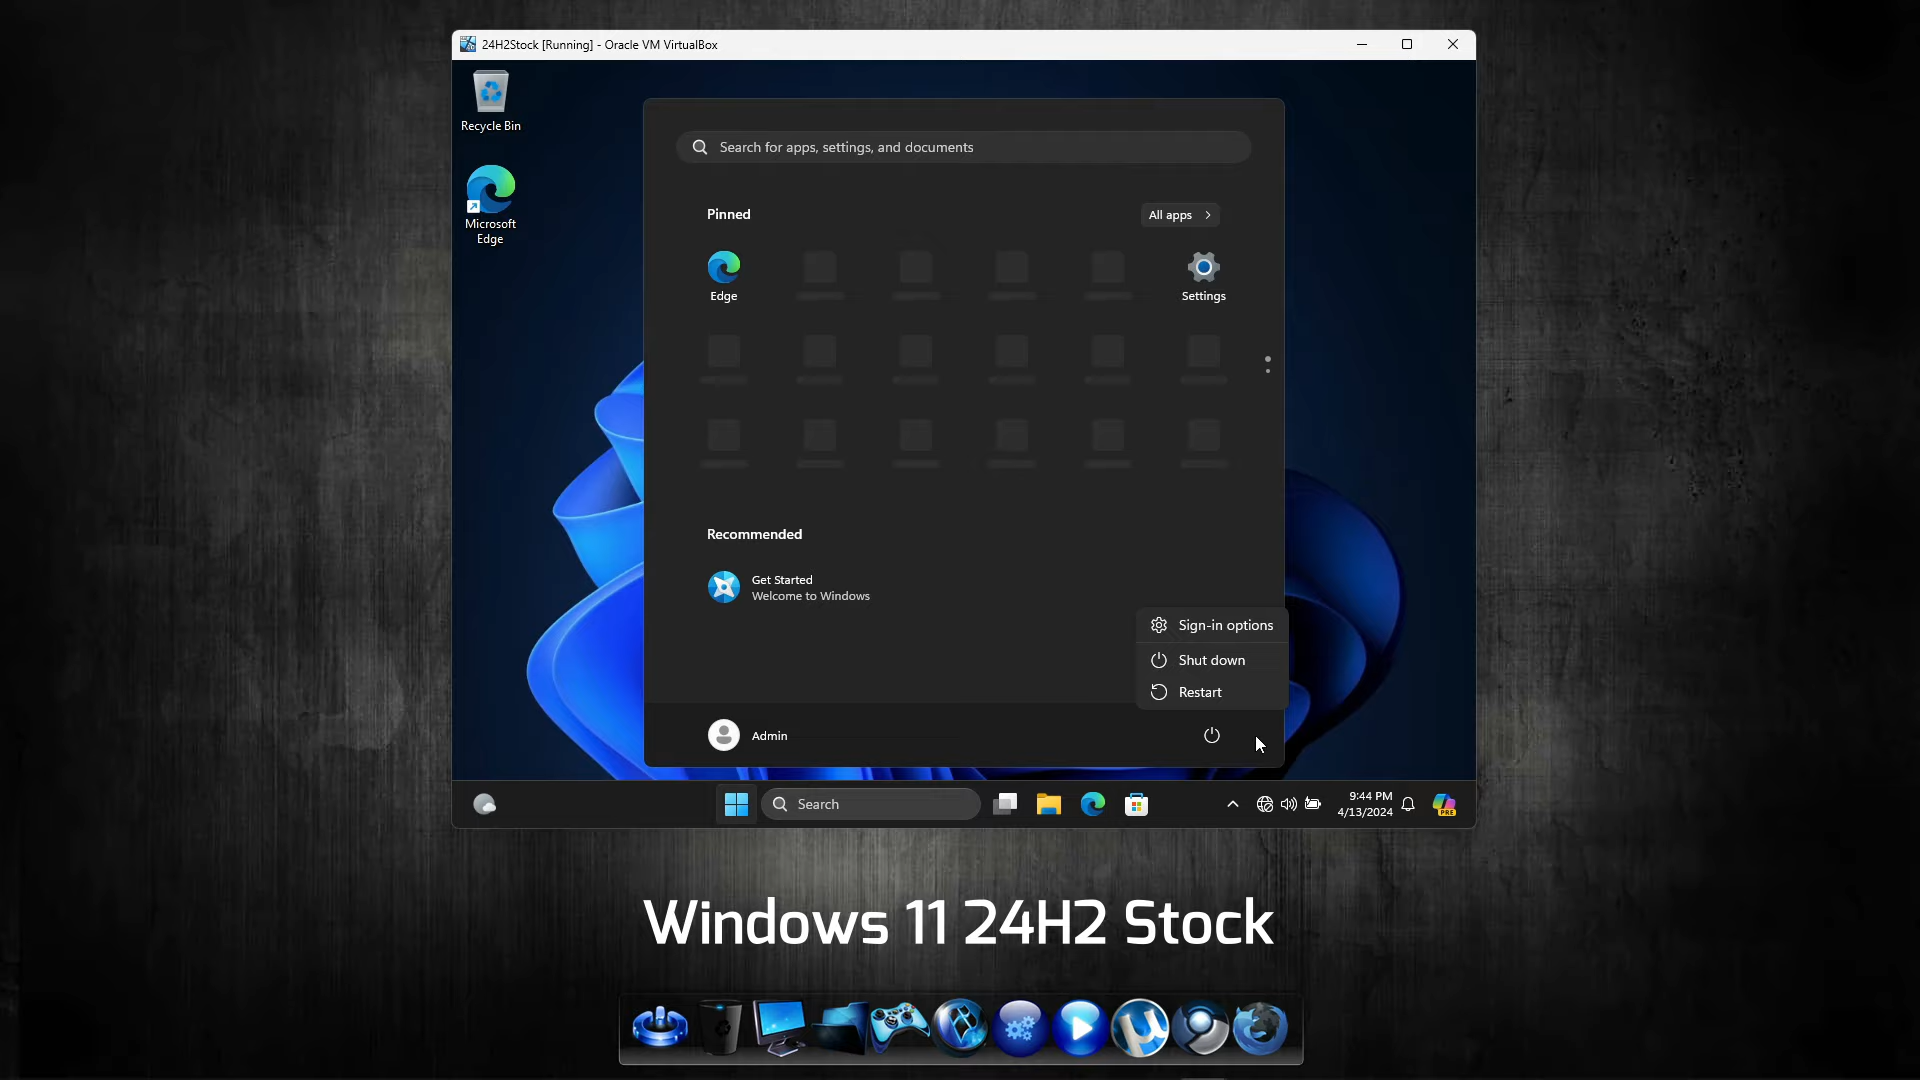 24H2Stock [Running] - Oracle VM VirtualBox
Recycle Bin
Microsoft
Edge
Search for apps, settings, and documents
Pinned
All apps
Edge
Settings
Recommended
Get Started
Welcome to Windows
Sign-in options
Shut down
Restart
Admin
Search
9:44 PM
4/13/2024
PRE
Windows 11 24H2 Stock